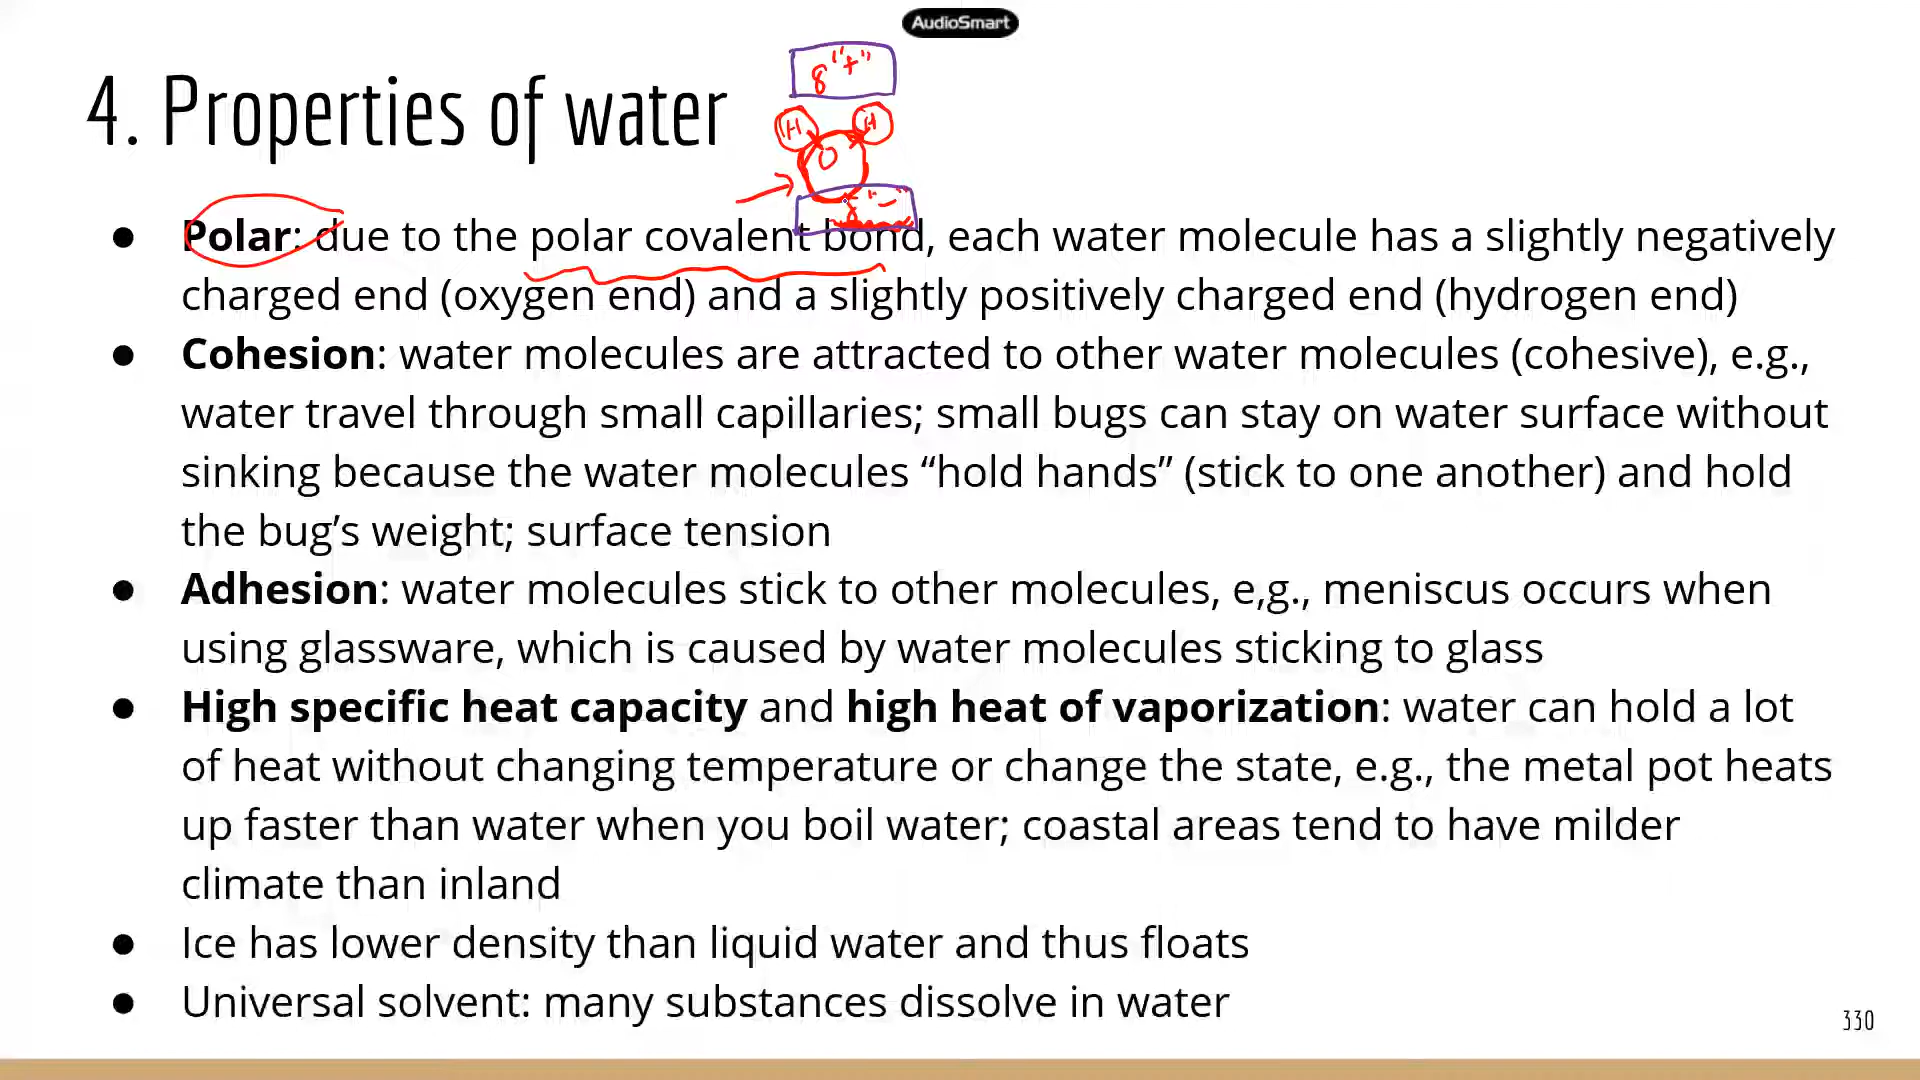 AudioSmart
4. Properties of water
8 "+"
H H
O
δ "-"
● Polar: due to the polar covalent bond, each water molecule has a slightly negatively
charged end (oxygen end) and a slightly positively charged end (hydrogen end)
● Cohesion: water molecules are attracted to other water molecules (cohesive), e.g.,
water travel through small capillaries; small bugs can stay on water surface without
sinking because the water molecules “hold hands” (stick to one another) and hold
the bug’s weight; surface tension
● Adhesion: water molecules stick to other molecules, e,g., meniscus occurs when
using glassware, which is caused by water molecules sticking to glass
● High specific heat capacity and high heat of vaporization: water can hold a lot
of heat without changing temperature or change the state, e.g., the metal pot heats
up faster than water when you boil water; coastal areas tend to have milder
climate than inland
● Ice has lower density than liquid water and thus floats
● Universal solvent: many substances dissolve in water
330